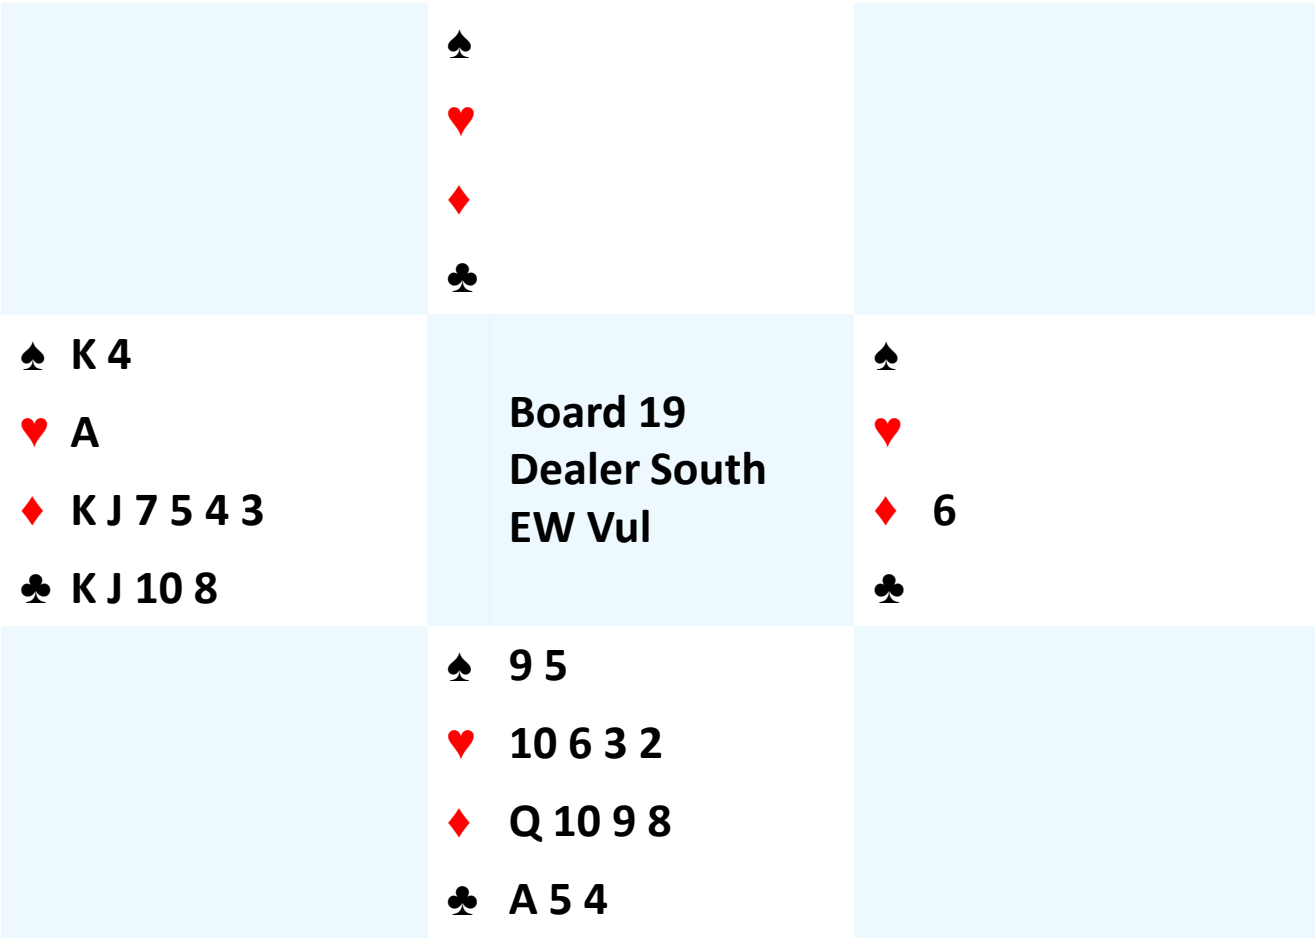 ♠
♥
♦
♣
♠ K 4
♥ A
♦ K J 7 5 4 3
♣ K J 10 8
Board 19
Dealer South
EW Vul
♠
♥
♦ 6
♣
♠ 9 5
♥ 10 6 3 2
♦ Q 10 9 8
♣ A 5 4